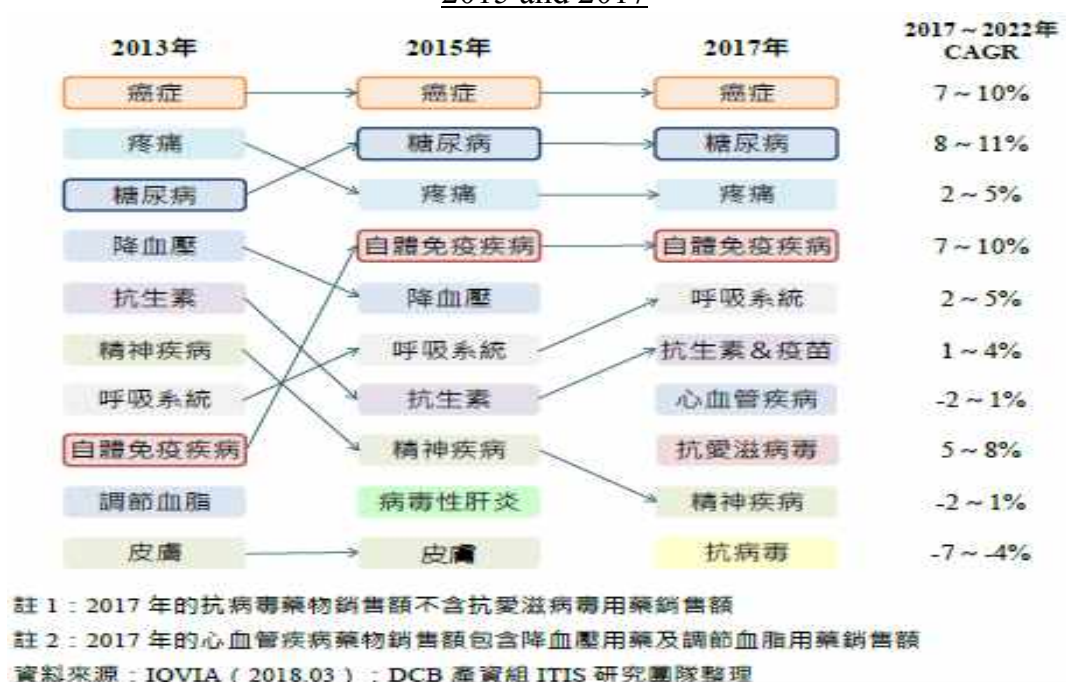 2015 and 2017
2013年 2015年 2017年 2017～2022年 CAGR
癌症 癌症 癌症 7～10%
疼痛 糖尿病 糖尿病 8～11%
糖尿病 疼痛 疼痛 2～5%
降血壓 自體免疫疾病 自體免疫疾病 7～10%
抗生素 降血壓 呼吸系統 2～5%
精神疾病 呼吸系統 抗生素&疫苗 1～4%
呼吸系統 抗生素 心血管疾病 -2～1%
自體免疫疾病 精神疾病 抗愛滋病毒 5～8%
調節血脂 病毒性肝炎 精神疾病 -2～1%
皮膚 皮膚 抗病毒 -7～-4%
註 1：2017 年的抗病毒藥物銷售額不含抗愛滋病毒用藥銷售額
註 2：2017 年的心血管疾病藥物銷售額包含降血壓用藥及調節血脂用藥銷售額
資料來源：IQVIA（2018.03）；DCB 產資組 ITIS 研究團隊整理